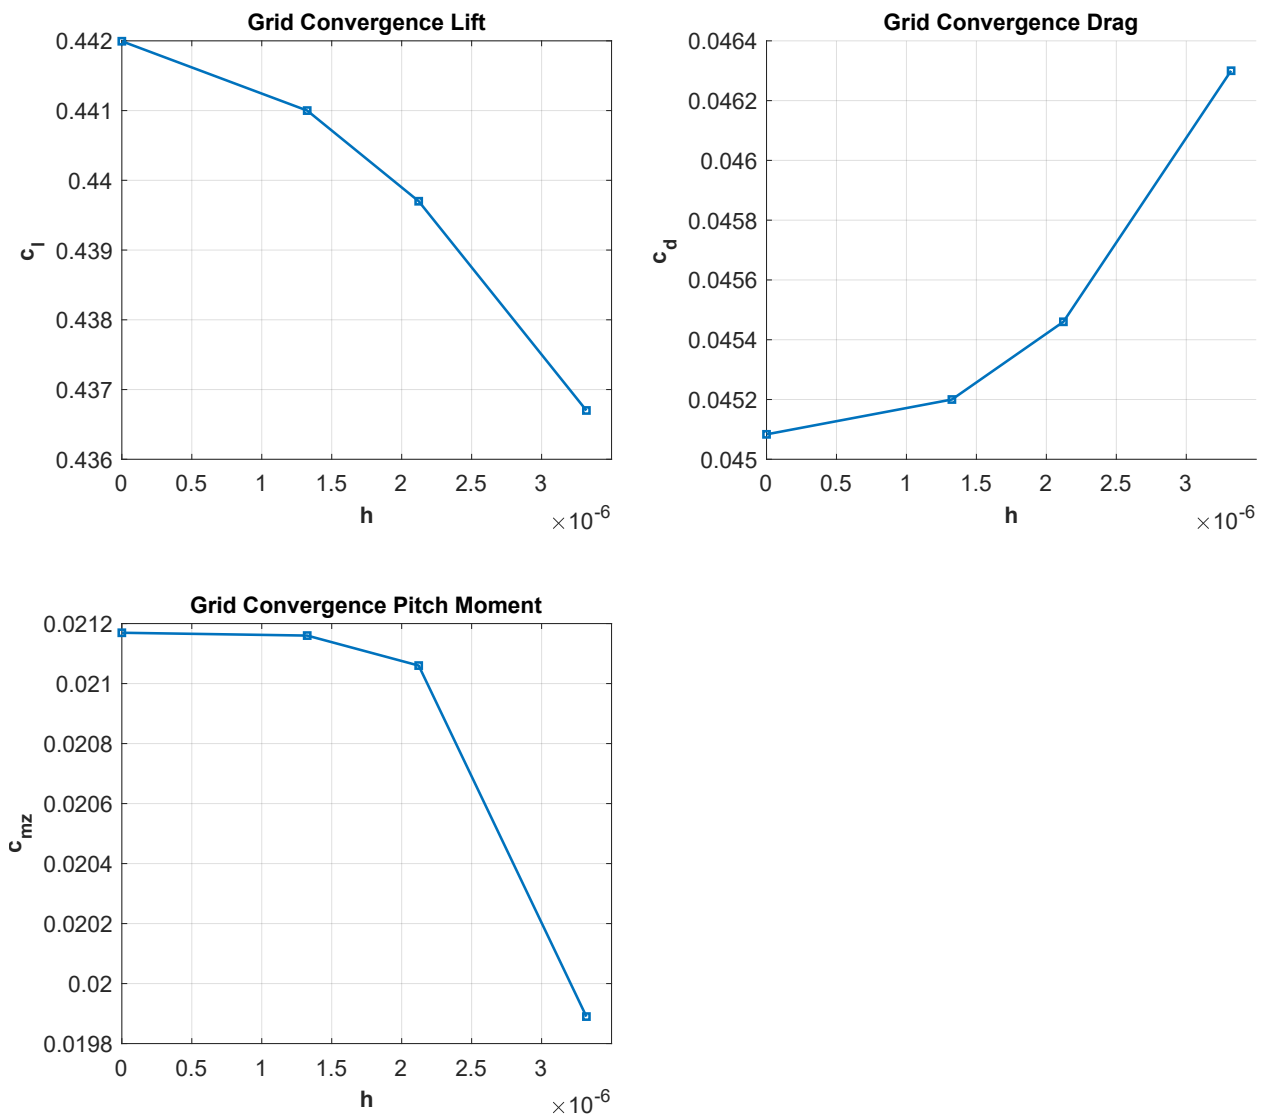 Grid Convergence Lift
0.442
0.441
0.44
0.439
0.438
0.437
0.436
c_l
0 0.5 1 1.5 2 2.5 3
h
×10^-6
Grid Convergence Drag
0.0464
0.0462
0.046
0.0458
0.0456
0.0454
0.0452
0.045
c_d
0 0.5 1 1.5 2 2.5 3
h
×10^-6
Grid Convergence Pitch Moment
0.0212
0.021
0.0208
0.0206
0.0204
0.0202
0.02
0.0198
c_mz
0 0.5 1 1.5 2 2.5 3
h
×10^-6